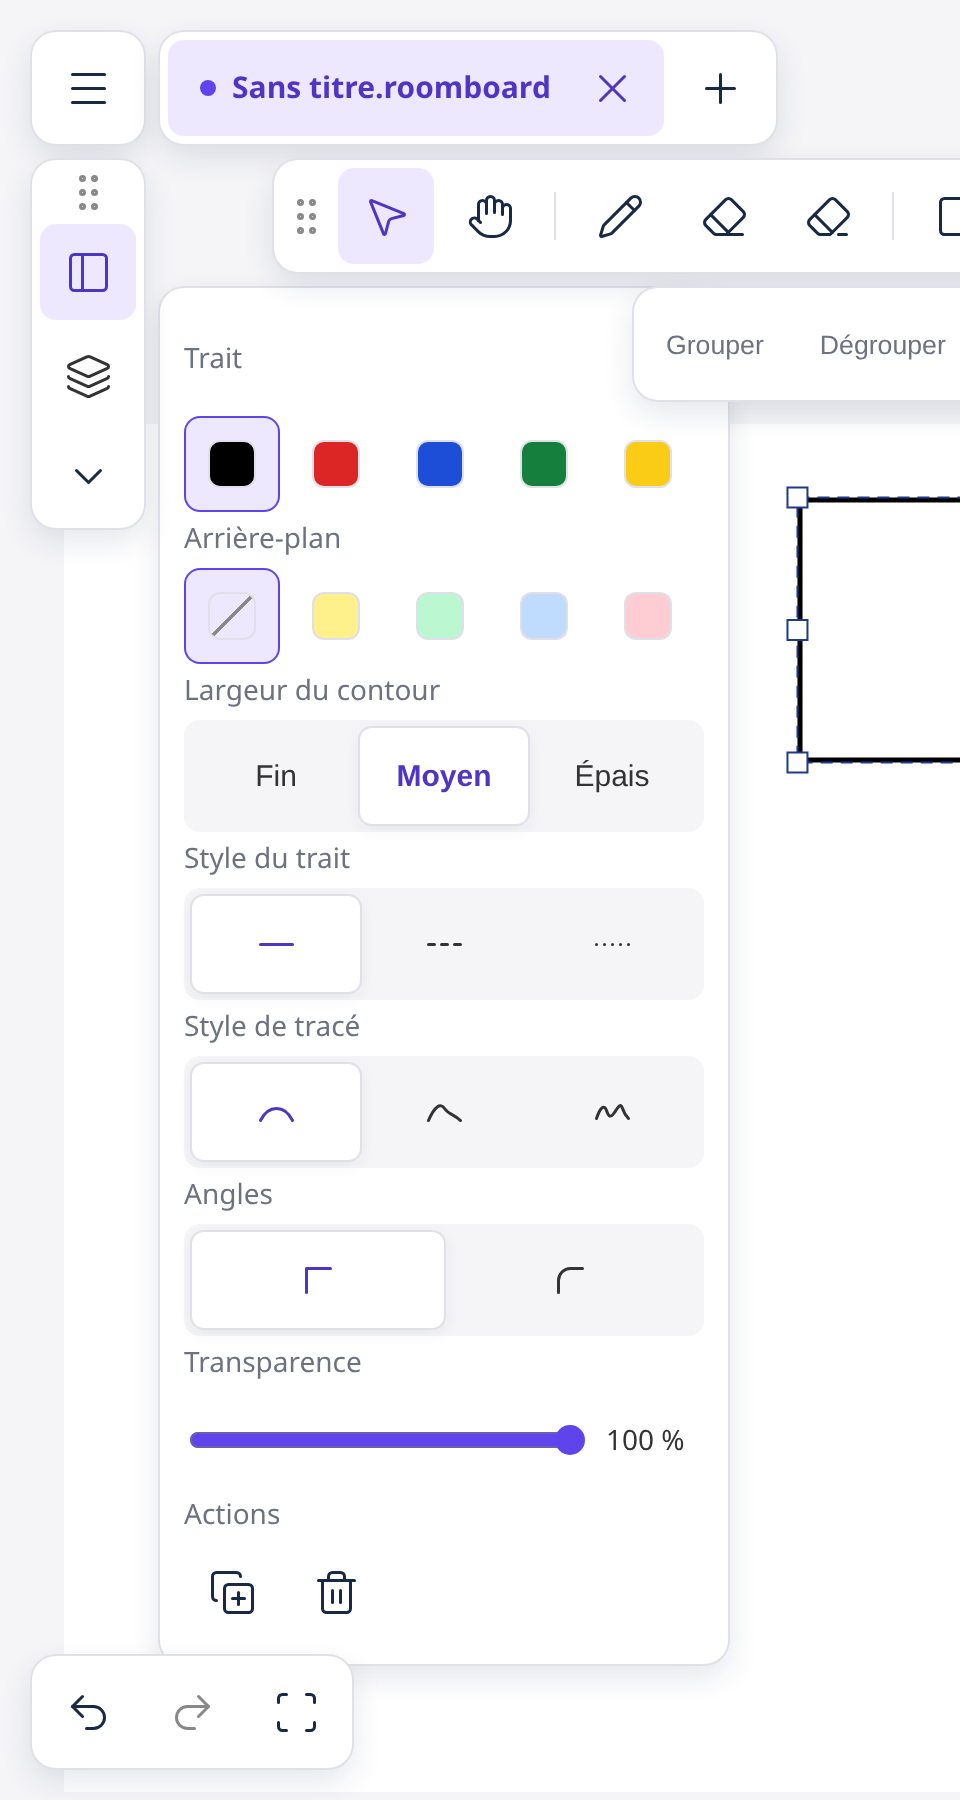 Sans titre.roomboard
Grouper Dégrouper
Trait
Arrière-plan
Largeur du contour
Fin Moyen Épais
Style du trait
Style de tracé
Angles
Transparence
100 %
Actions